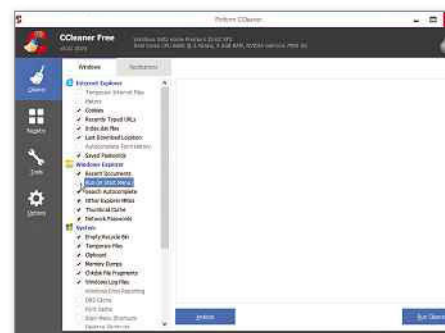 Piriform CCleaner
CCleaner Free
Windows
Applications
Cleaner
Registry
Tools
Options
Internet Explorer
Temporary Internet Files
History
Cookies
Recently Typed URLs
Index.dat files
Last Download Location
Autocomplete Form History
Saved Passwords
Windows Explorer
Recent Documents
Run (in Start Menu)
Search Autocomplete
Other Explorer MRUs
Thumbnail Cache
Network Passwords
System
Empty Recycle Bin
Temporary Files
Clipboard
Memory Dumps
Chkdsk File Fragments
Windows Log Files
Windows Error Reporting
DNS Cache
Font Cache
Start Menu Shortcuts
Desktop Shortcuts
Analyze
Run Cleaner